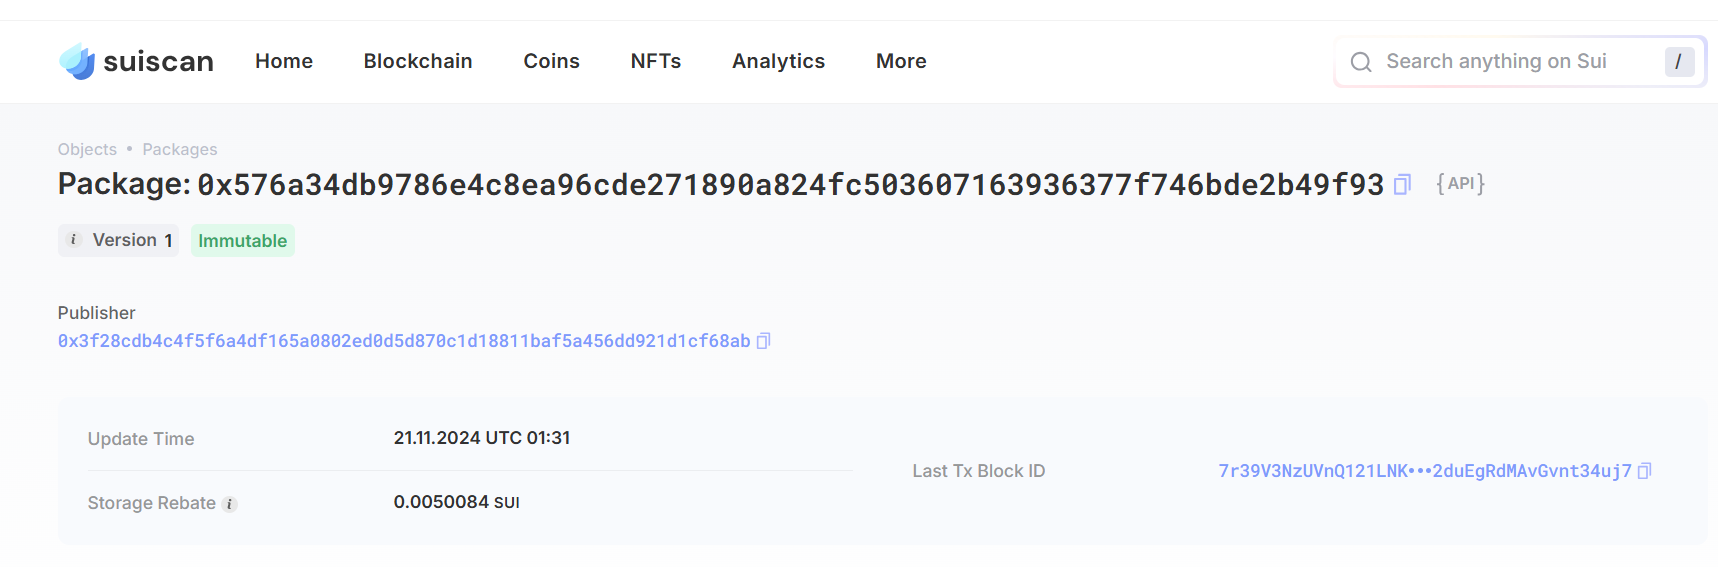 suiscan Home Blockchain Coins NFTs Analytics More Search anything on Sui /
Objects • Packages
Package: 0x576a34db9786e4c8ea96cde271890a824fc503607163936377f746bde2b49f93 {API}
i Version 1 Immutable
Publisher
0x3f28cdb4c4f5f6a4df165a0802ed0d5d870c1d18811baf5a456dd921d1cf68ab
Update Time 21.11.2024 UTC 01:31
Last Tx Block ID 7r39V3NzUVnQ121LNK•••2duEgRdMAvGvnt34uj7
Storage Rebate i 0.0050084 SUI